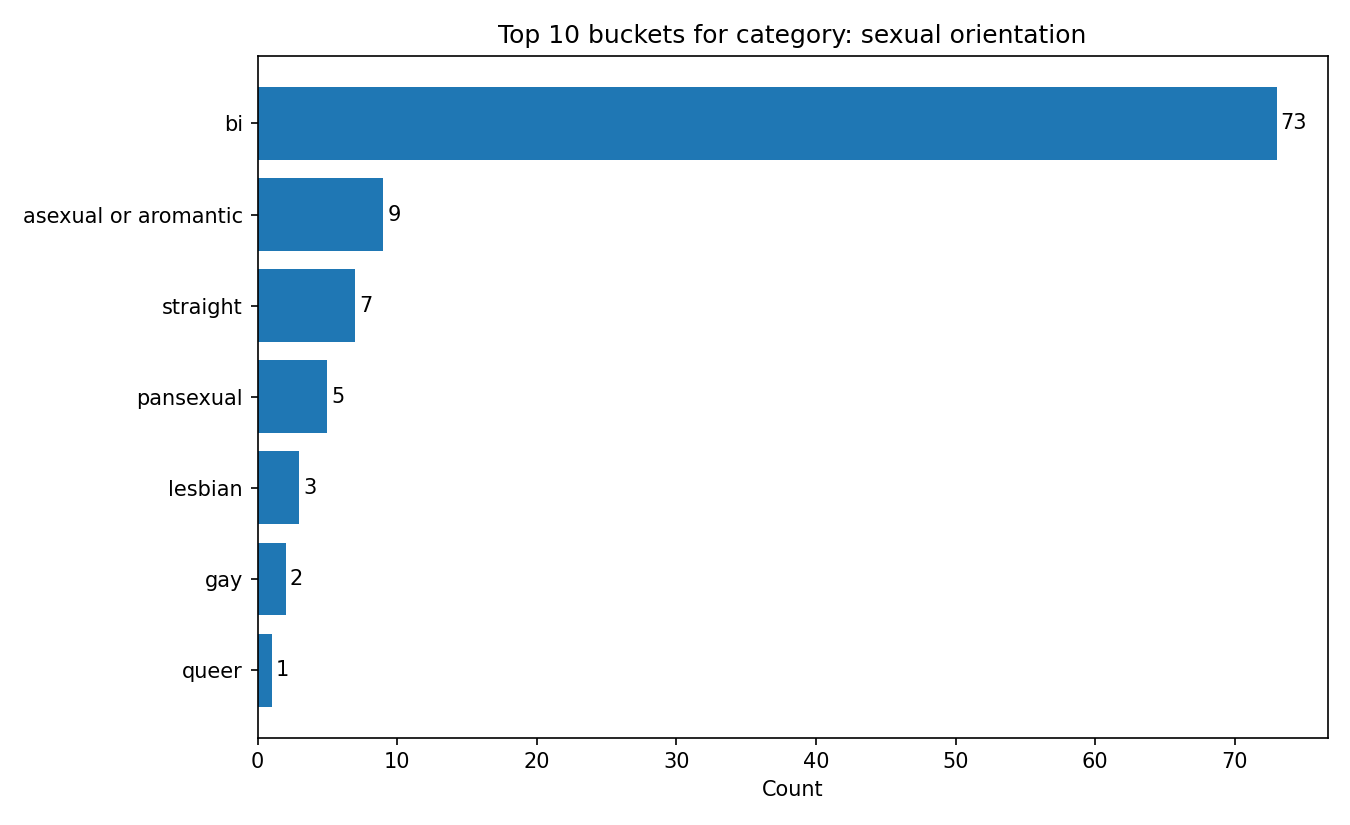 Top 10 buckets for category: sexual orientation
bi
73
asexual or aromantic
9
straight
7
pansexual
5
lesbian
3
gay
2
queer
1
0 10 20 30 40 50 60 70
Count